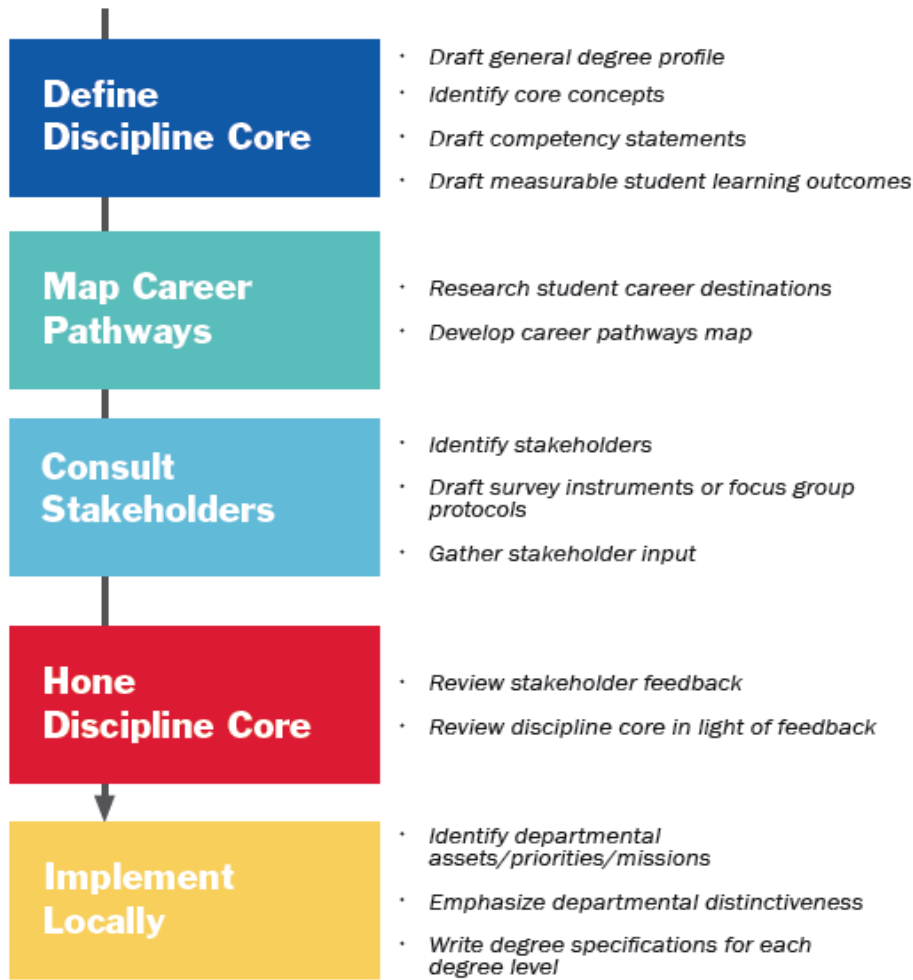 Define
Discipline Core
· Draft general degree profile
· Identify core concepts
· Draft competency statements
· Draft measurable student learning outcomes
Map Career
Pathways
· Research student career destinations
· Develop career pathways map
Consult
Stakeholders
· Identify stakeholders
· Draft survey instruments or focus group
protocols
· Gather stakeholder input
Hone
Discipline Core
· Review stakeholder feedback
· Review discipline core in light of feedback
Implement
Locally
· Identify departmental
assets/priorities/missions
· Emphasize departmental distinctiveness
· Write degree specifications for each
degree level